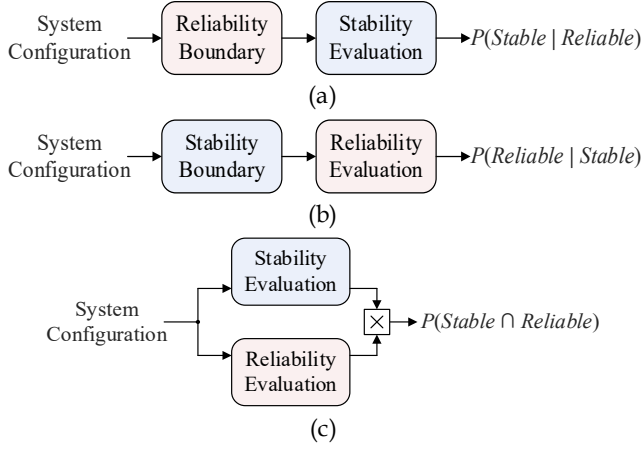 System
Configuration
Reliability
Boundary
Stability
Evaluation
P(Stable | Reliable)
(a)
System
Configuration
Stability
Boundary
Reliability
Evaluation
P(Reliable | Stable)
(b)
Stability
Evaluation
System
Configuration
×
P(Stable ∩ Reliable)
Reliability
Evaluation
(c)